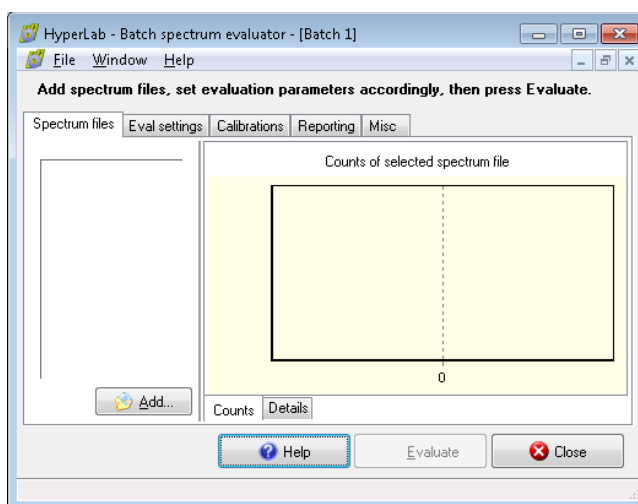 HyperLab - Batch spectrum evaluator - [Batch 1]
File Window Help
Add spectrum files, set evaluation parameters accordingly, then press Evaluate.
Spectrum files Eval settings Calibrations Reporting Misc
Counts of selected spectrum file
0
Add...
Counts Details
Help Evaluate Close